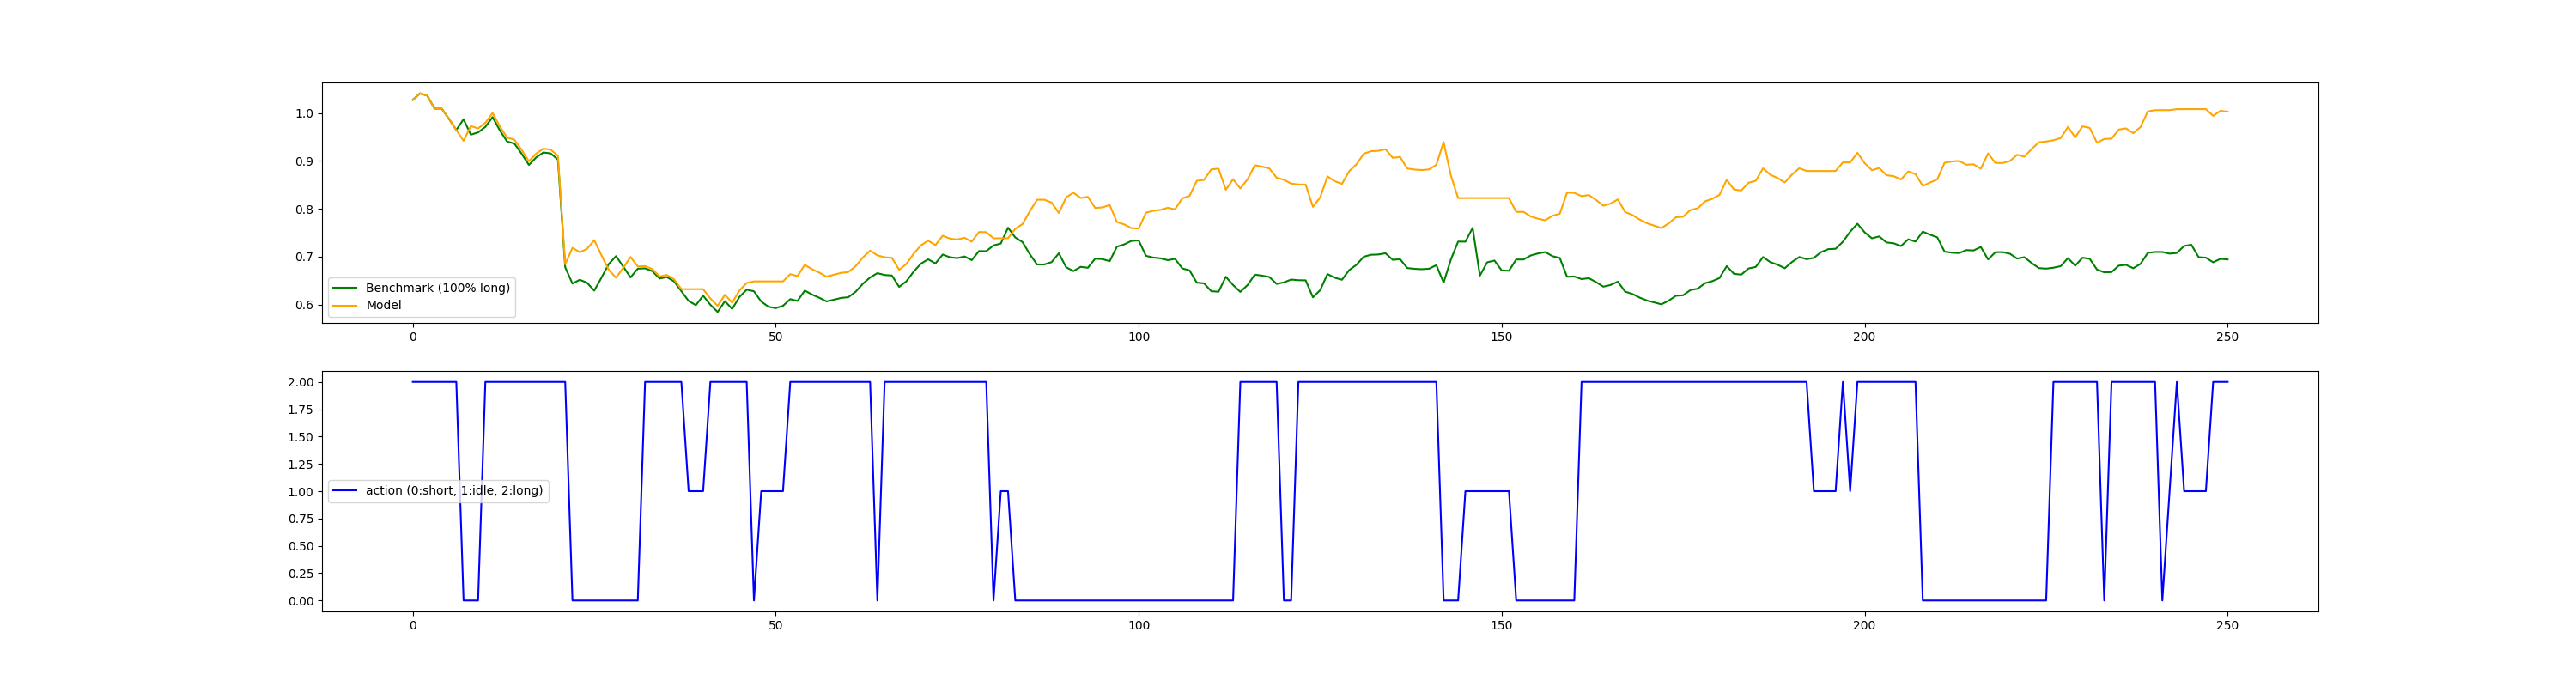 1.0
0.9
0.8
0.7
0.6
Benchmark (100% long)
Model
0 50 100 150 200 250
2.00
1.75
1.50
1.25
1.00
0.75
0.50
0.25
0.00
action (0:short, 1:idle, 2:long)
0 50 100 150 200 250